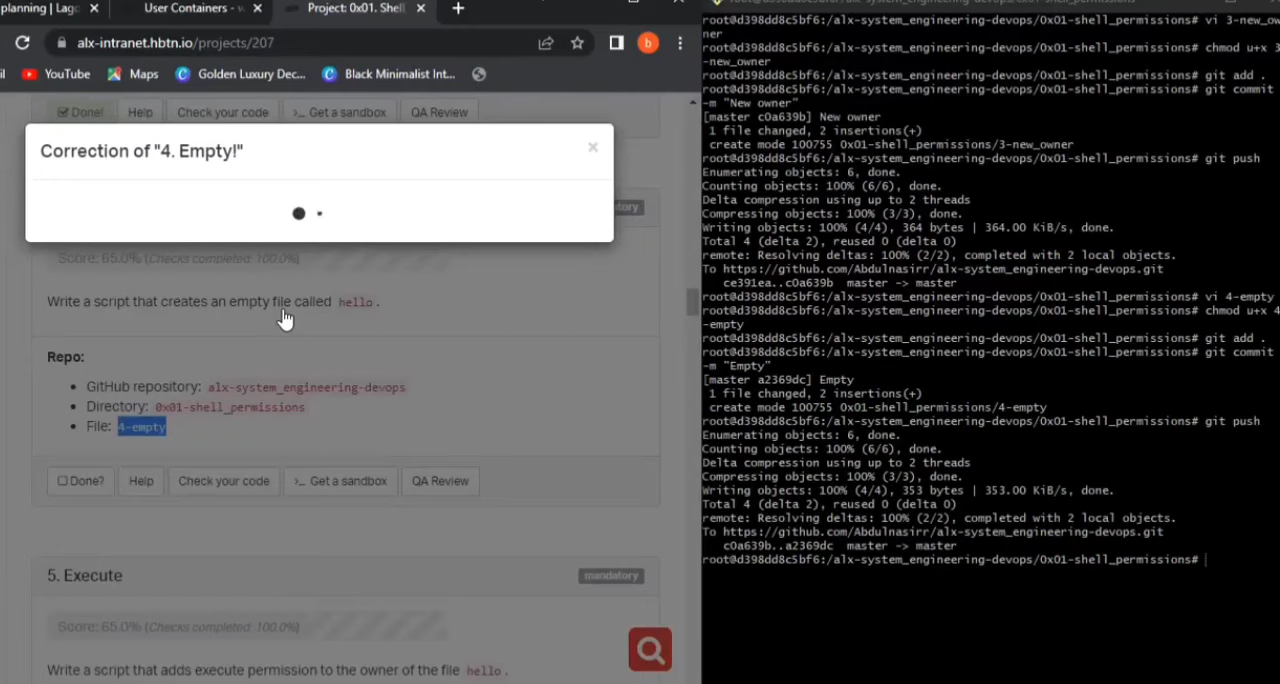 planning | Lago
User Containers - v
Project: 0x01. Shell
alx-intranet.hbtn.io/projects/207
b
YouTube
Maps
Golden Luxury Dec...
Black Minimalist Int...
Done!
Help
Check your code
>_ Get a sandbox
QA Review
Correction of "4. Empty!"
×
Score: 65.0% (Checks completed: 100.0%)
Write a script that creates an empty file called hello.
Repo:
GitHub repository: alx-system_engineering-devops
Directory: 0x01-shell_permissions
File: 4-empty
Done?
Help
Check your code
>_ Get a sandbox
QA Review
5. Execute
mandatory
Score: 65.0% (Checks completed: 100.0%)
Write a script that adds execute permission to the owner of the file hello.
root@d398dd8c5bf6:/alx-system_engineering-devops/0x01-shell_permissions# vi 3-new_ow
ner
root@d398dd8c5bf6:/alx-system_engineering-devops/0x01-shell_permissions# chmod u+x 3
-new_owner
root@d398dd8c5bf6:/alx-system_engineering-devops/0x01-shell_permissions# git add .
root@d398dd8c5bf6:/alx-system_engineering-devops/0x01-shell_permissions# git commit
-m "New owner"
[master c0a639b] New owner
1 file changed, 2 insertions(+)
create mode 100755 0x01-shell_permissions/3-new_owner
root@d398dd8c5bf6:/alx-system_engineering-devops/0x01-shell_permissions# git push
Enumerating objects: 6, done.
Counting objects: 100% (6/6), done.
Delta compression using up to 2 threads
Compressing objects: 100% (3/3), done.
Writing objects: 100% (4/4), 364 bytes | 364.00 KiB/s, done.
Total 4 (delta 2), reused 0 (delta 0)
remote: Resolving deltas: 100% (2/2), completed with 2 local objects.
To https://github.com/Abdulnasirr/alx-system_engineering-devops.git
ce391ea..c0a639b master -> master
root@d398dd8c5bf6:/alx-system_engineering-devops/0x01-shell_permissions# vi 4-empty
root@d398dd8c5bf6:/alx-system_engineering-devops/0x01-shell_permissions# chmod u+x 4
-empty
root@d398dd8c5bf6:/alx-system_engineering-devops/0x01-shell_permissions# git add .
root@d398dd8c5bf6:/alx-system_engineering-devops/0x01-shell_permissions# git commit
-m "Empty"
[master a2369dc] Empty
1 file changed, 2 insertions(+)
create mode 100755 0x01-shell_permissions/4-empty
root@d398dd8c5bf6:/alx-system_engineering-devops/0x01-shell_permissions# git push
Enumerating objects: 6, done.
Counting objects: 100% (6/6), done.
Delta compression using up to 2 threads
Compressing objects: 100% (3/3), done.
Writing objects: 100% (4/4), 353 bytes | 353.00 KiB/s, done.
Total 4 (delta 2), reused 0 (delta 0)
remote: Resolving deltas: 100% (2/2), completed with 2 local objects.
To https://github.com/Abdulnasirr/alx-system_engineering-devops.git
c0a639b..a2369dc master -> master
root@d398dd8c5bf6:/alx-system_engineering-devops/0x01-shell_permissions#